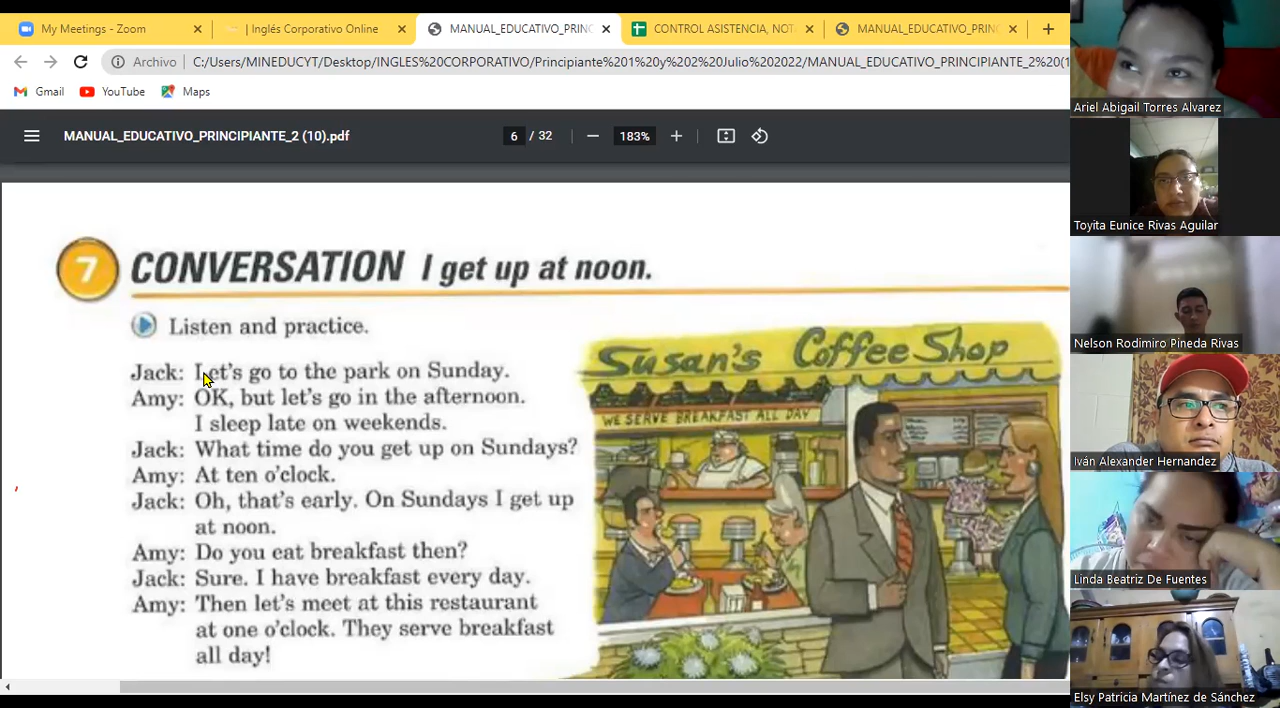 My Meetings - Zoom
| Inglés Corporativo Online
MANUAL_EDUCATIVO_PRINC
CONTROL ASISTENCIA, NOT
MANUAL_EDUCATIVO_PRIN
Archivo
C:/Users/MINEDUCYT/Desktop/INGLES%20CORPORATIVO/Principiante%201%20y%202%20Julio%202022/MANUAL_EDUCATIVO_PRINCIPIANTE_2%20(1
Gmail
YouTube
Maps
MANUAL_EDUCATIVO_PRINCIPIANTE_2 (10).pdf
6 / 32
183%
7 CONVERSATION I get up at noon.
Listen and practice.
Jack: Let's go to the park on Sunday.
Amy: OK, but let's go in the afternoon.
I sleep late on weekends.
Jack: What time do you get up on Sundays?
Amy: At ten o'clock.
Jack: Oh, that's early. On Sundays I get up
at noon.
Amy: Do you eat breakfast then?
Jack: Sure. I have breakfast every day.
Amy: Then let's meet at this restaurant
at one o'clock. They serve breakfast
all day!
Susan's Coffee Shop
WE SERVE BREAKFAST ALL DAY
Ariel Abigail Torres Alvarez
Toyita Eunice Rivas Aguilar
Nelson Rodimiro Pineda Rivas
Iván Alexander Hernandez
Linda Beatriz De Fuentes
Elsy Patricia Martínez de Sánchez